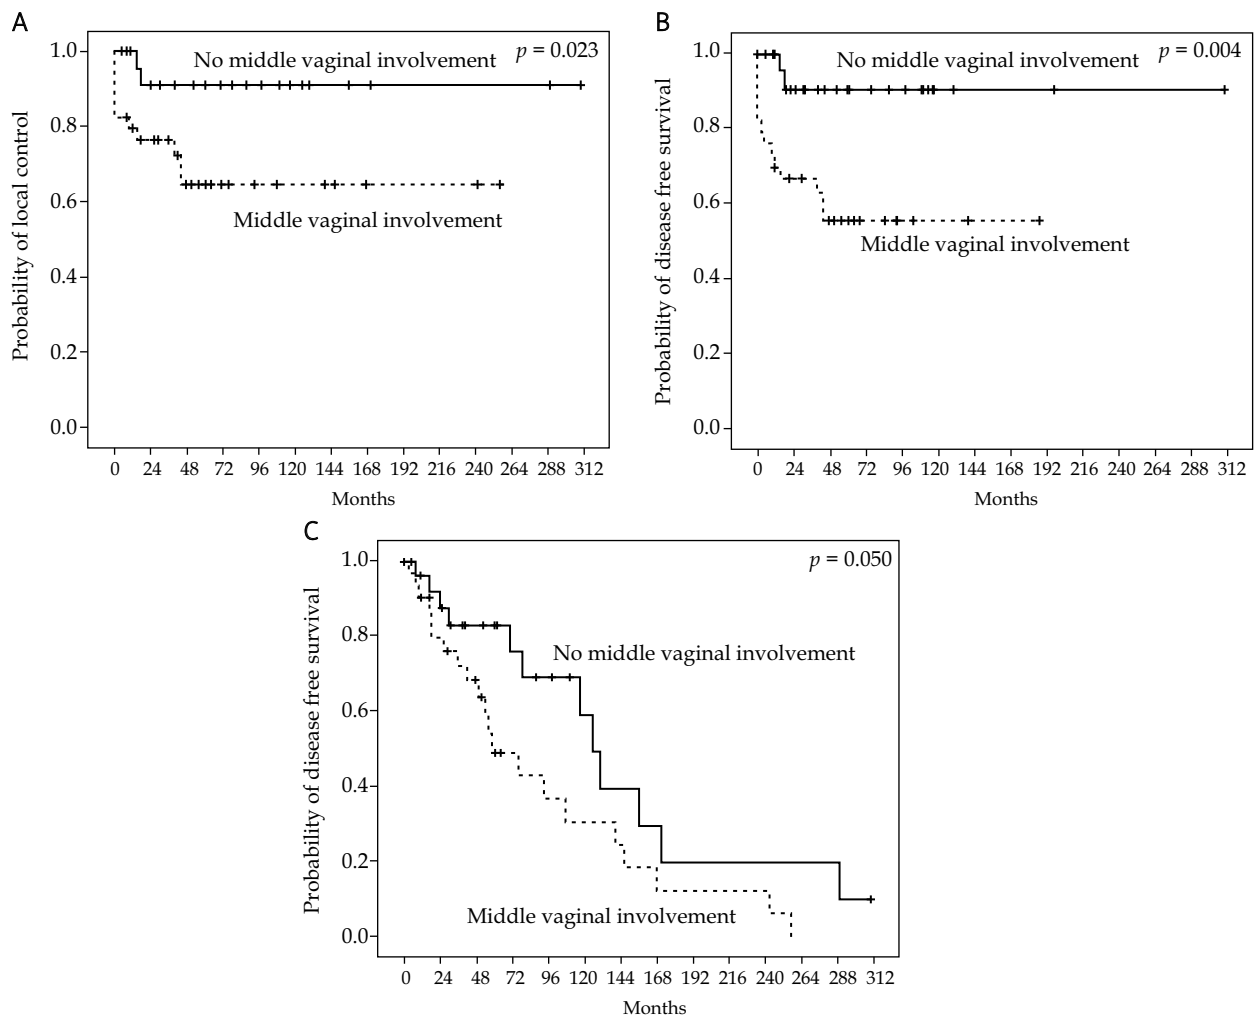 A
Probability of local control
1.0
0.8
0.6
0.4
0.2
0.0
No middle vaginal involvement
p = 0.023
Middle vaginal involvement
0 24 48 72 96 120 144 168 192 216 240 264 288 312
Months
B
Probability of disease free survival
1.0
0.8
0.6
0.4
0.2
0.0
No middle vaginal involvement
p = 0.004
Middle vaginal involvement
0 24 48 72 96 120 144 168 192 216 240 264 288 312
Months
C
Probability of disease free survival
1.0
0.8
0.6
0.4
0.2
0.0
p = 0.050
No middle vaginal involvement
Middle vaginal involvement
0 24 48 72 96 120 144 168 192 216 240 264 288 312
Months